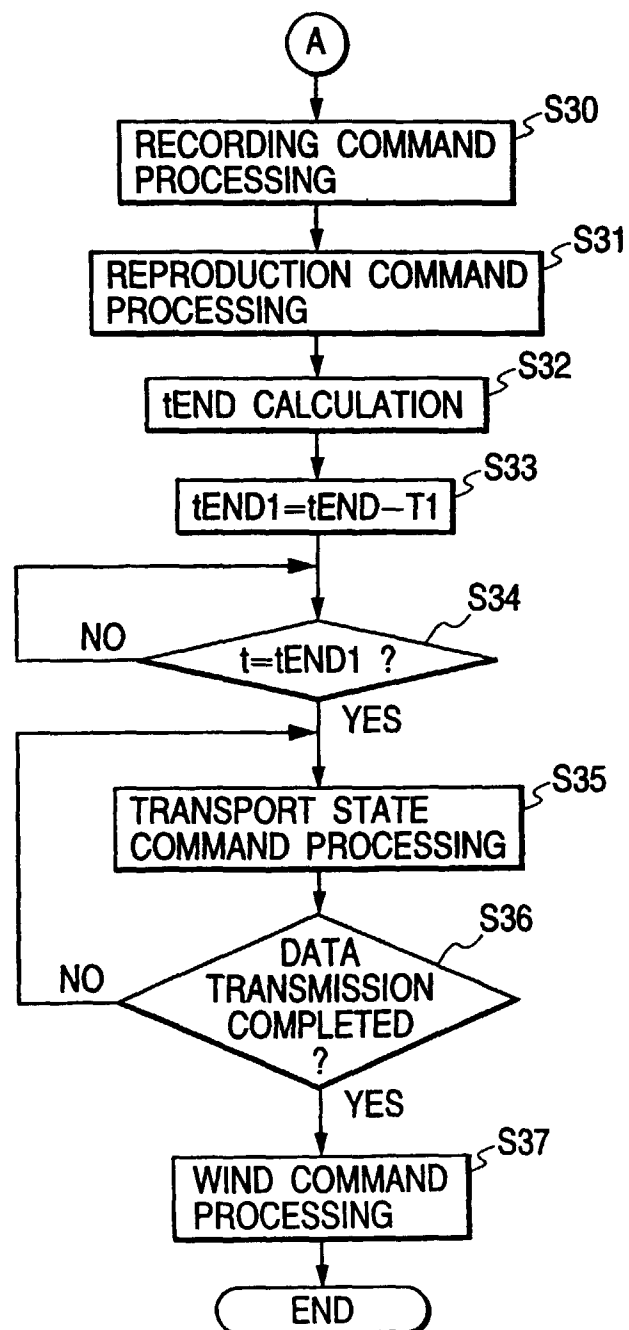 A
S30
RECORDING COMMAND
PROCESSING
S31
REPRODUCTION COMMAND
PROCESSING
S32
tEND CALCULATION
S33
tEND1=tEND−T1
S34
NO
t=tEND1 ?
YES
S35
TRANSPORT STATE
COMMAND PROCESSING
S36
NO
DATA
TRANSMISSION
COMPLETED
?
YES
S37
WIND COMMAND
PROCESSING
END